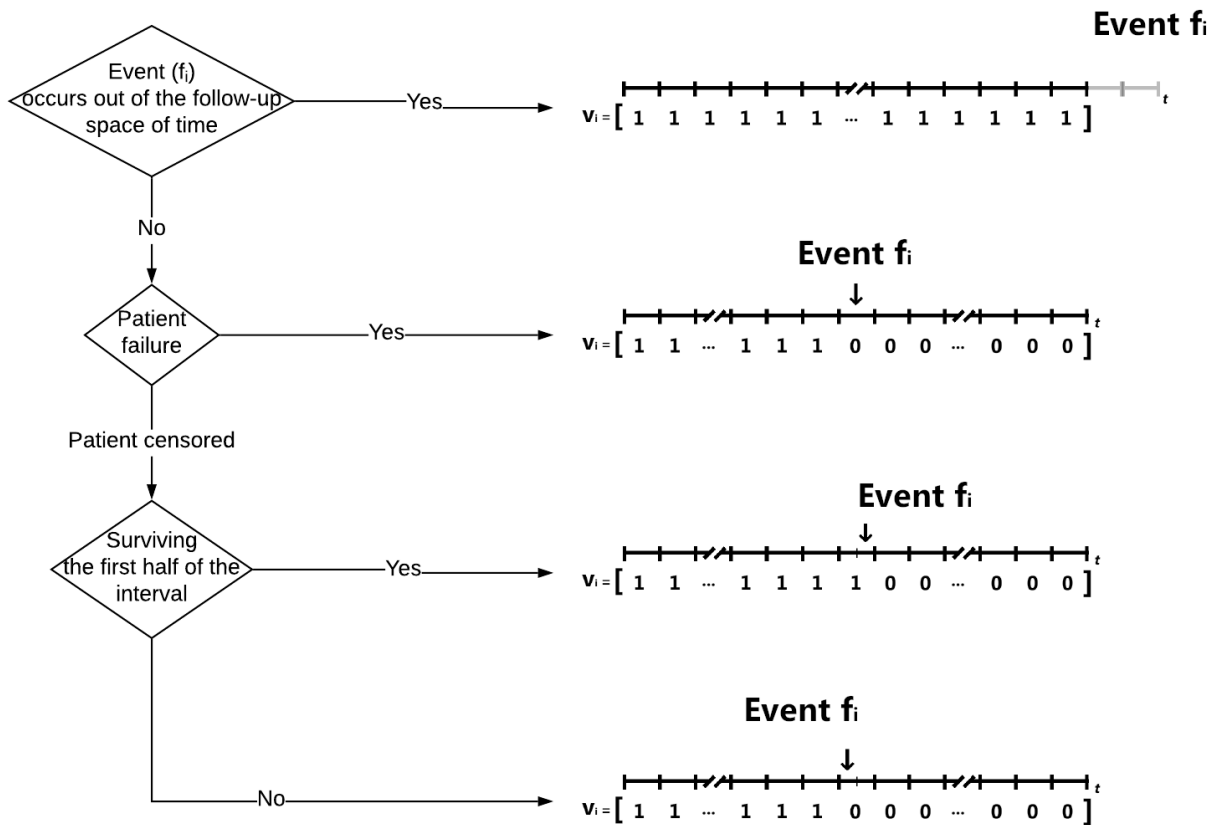 Event fᵢ
Event (fᵢ)
occurs out of the follow-up
space of time
Yes
t
vᵢ = [ 1 1 1 1 1 1 ... 1 1 1 1 1 1 ]
No
Event fᵢ
Patient
failure
Yes
t
vᵢ = [ 1 1 ... 1 1 1 0 0 0 ... 0 0 0 ]
Patient censored
Event fᵢ
Surviving
the first half of the
interval
Yes
t
vᵢ = [ 1 1 ... 1 1 1 1 0 0 ... 0 0 0 ]
Event fᵢ
No
t
vᵢ = [ 1 1 ... 1 1 1 0 0 0 ... 0 0 0 ]